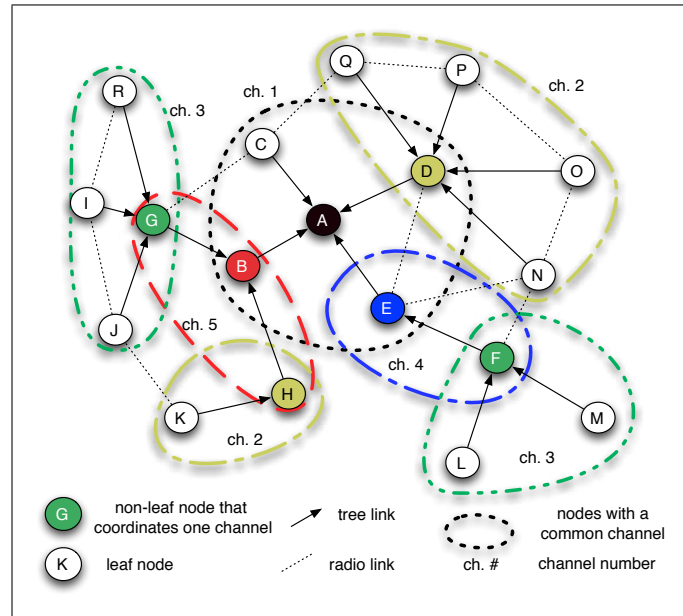 Q
P
R
ch. 3
ch. 1
ch. 2
C
D
O
I
G
A
B
N
E
J
ch. 5
ch. 4
F
H
K
ch. 2
M
L
ch. 3
G
non-leaf node that
coordinates one channel
tree link
nodes with a
common channel
K
leaf node
radio link
ch. #
channel number